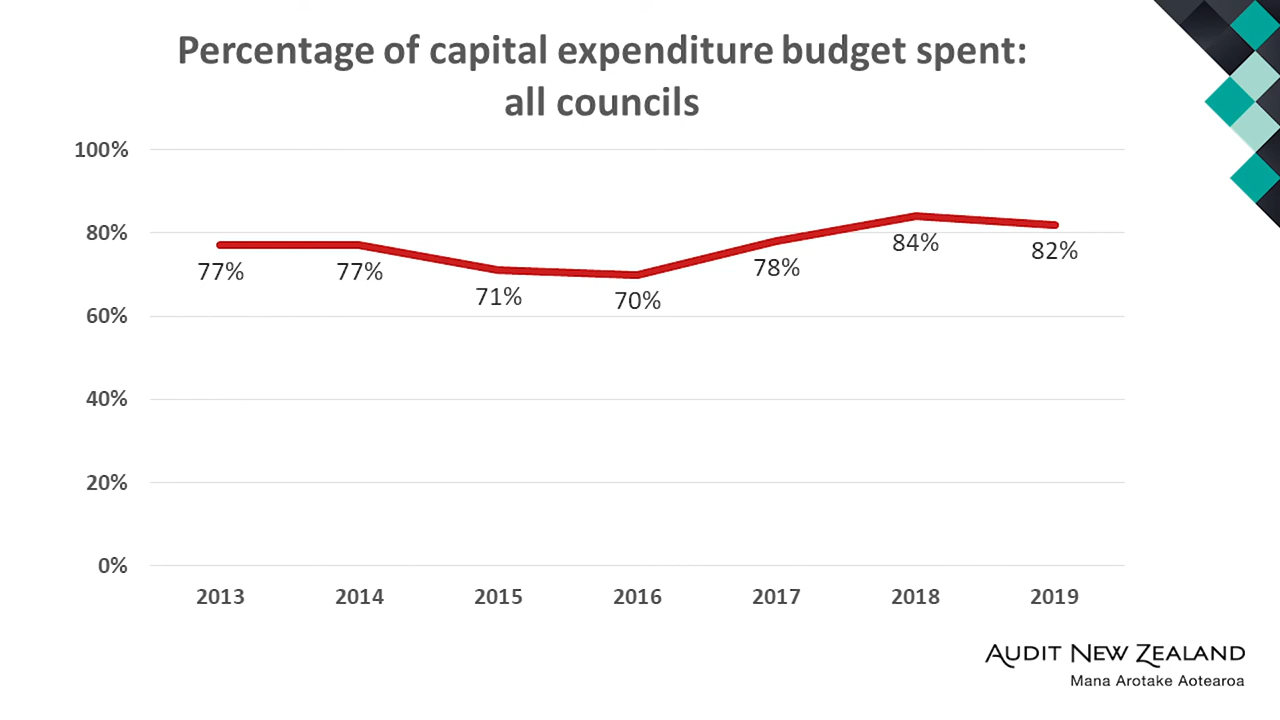 Percentage of capital expenditure budget spent:
all councils
100%
80%
60%
40%
20%
0%
77%
77%
71%
70%
78%
84%
82%
2013 2014 2015 2016 2017 2018 2019
AUDIT NEW ZEALAND
Mana Arotake Aotearoa